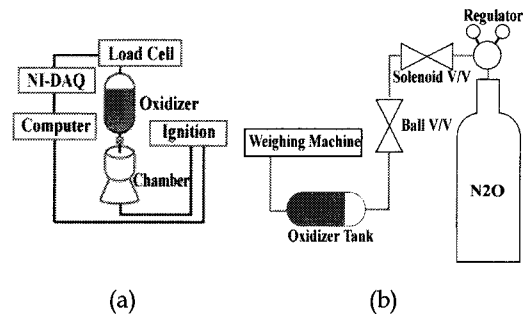 Load Cell
NI-DAQ
Oxidizer
Computer
Ignition
Chamber
(a)
Regulator
Solenoid V/V
Ball V/V
Weighing Machine
N2O
Oxidizer Tank
(b)